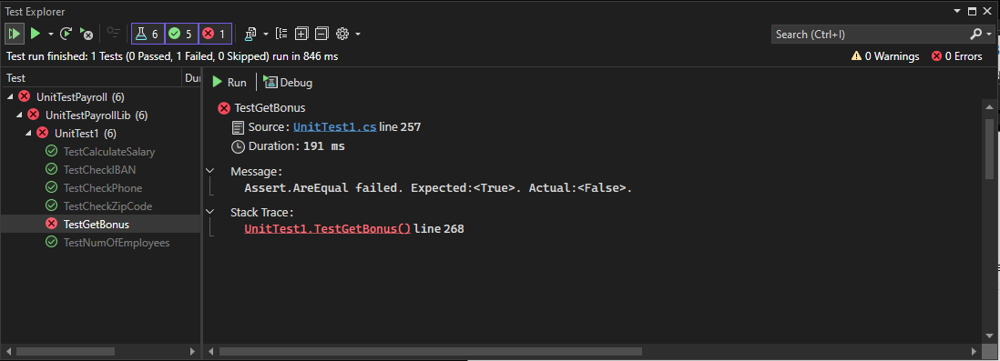 Test Explorer
6 5 1
Search (Ctrl+I)
Test run finished: 1 Tests (0 Passed, 1 Failed, 0 Skipped) run in 846 ms
0 Warnings
0 Errors
Test
Dur
UnitTestPayroll (6)
UnitTestPayrollLib (6)
UnitTest1 (6)
TestCalculateSalary
TestCheckIBAN
TestCheckPhone
TestCheckZipCode
TestGetBonus
TestNumOfEmployees
Run
Debug
TestGetBonus
Source: UnitTest1.cs line 257
Duration: 191 ms
Message:
Assert.AreEqual failed. Expected:<True>. Actual:<False>.
Stack Trace:
UnitTest1.TestGetBonus() line 268